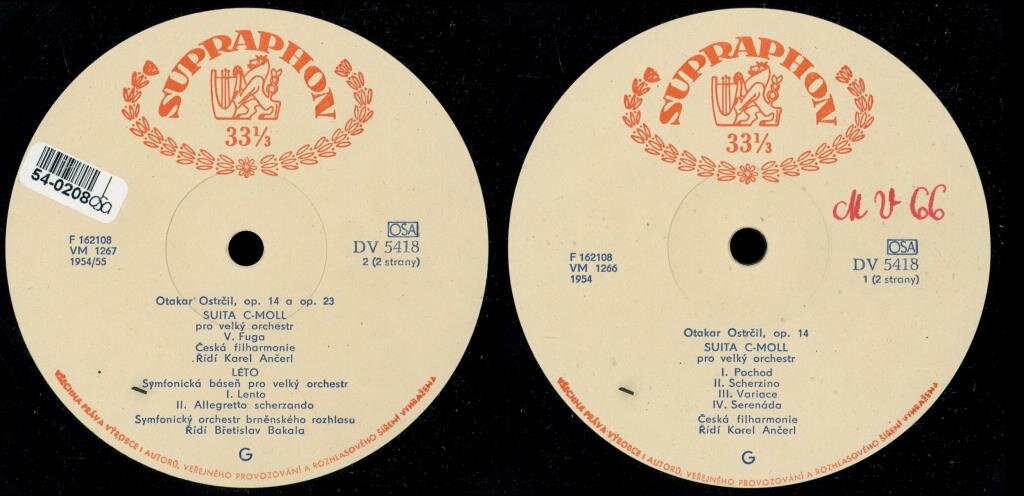 SUPRAPHON
33⅓
54-0208
OSA
F 162108
VM 1267
1954/55
OSA
DV 5418
2 (2 strany)
Otakar Ostrčil, op. 14 a op. 23
SUITA C-MOLL
pro velký orchestr
V. Fuga
Česká filharmonie
Řídí Karel Ančerl
LÉTO
Symfonická báseň pro velký orchestr
I. Lento
II. Allegretto scherzando
Symfonický orchestr brněnského rozhlasu
Řídí Břetislav Bakala
G
VŠECHNA PRÁVA VÝROBCE I AUTORŮ, VEŘEJNÉHO PROVOZOVÁNÍ A ROZHLASOVÉHO ŠÍŘENÍ VYHRAŽENA
SUPRAPHON
33⅓
M V 66
F 162108
VM 1266
1954
OSA
DV 5418
1 (2 strany)
Otakar Ostrčil, op. 14
SUITA C-MOLL
pro velký orchestr
I. Pochod
II. Scherzino
III. Variace
IV. Serenáda
Česká filharmonie
Řídí Karel Ančerl
G
VŠECHNA PRÁVA VÝROBCE I AUTORŮ, VEŘEJNÉHO PROVOZOVÁNÍ A ROZHLASOVÉHO ŠÍŘENÍ VYHRAŽENA